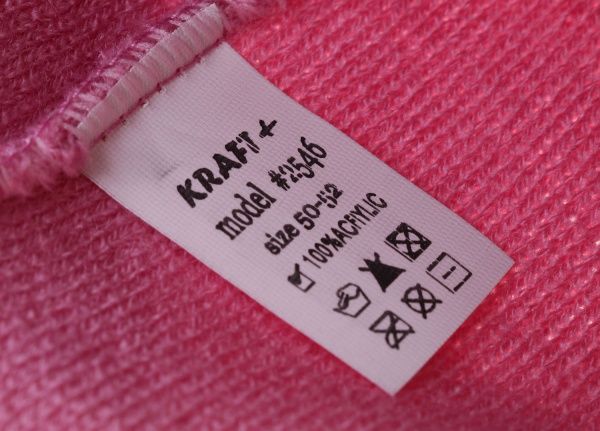 KRAFT +
model #2546
size 50-52
100%ACRYLIC